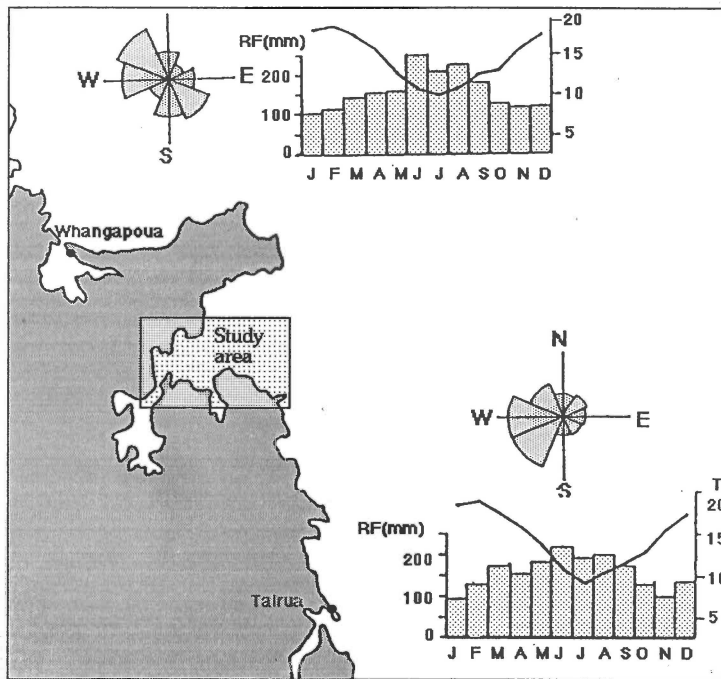 RF(mm)
200
100
0
20
15
10
5
J F M A M J J A S O N D
W
E
S
Whangapoua
Study
area
N
W
E
S
T
RF(mm)
200
100
0
20
15
10
5
J F M A M J J A S O N D
Tairua